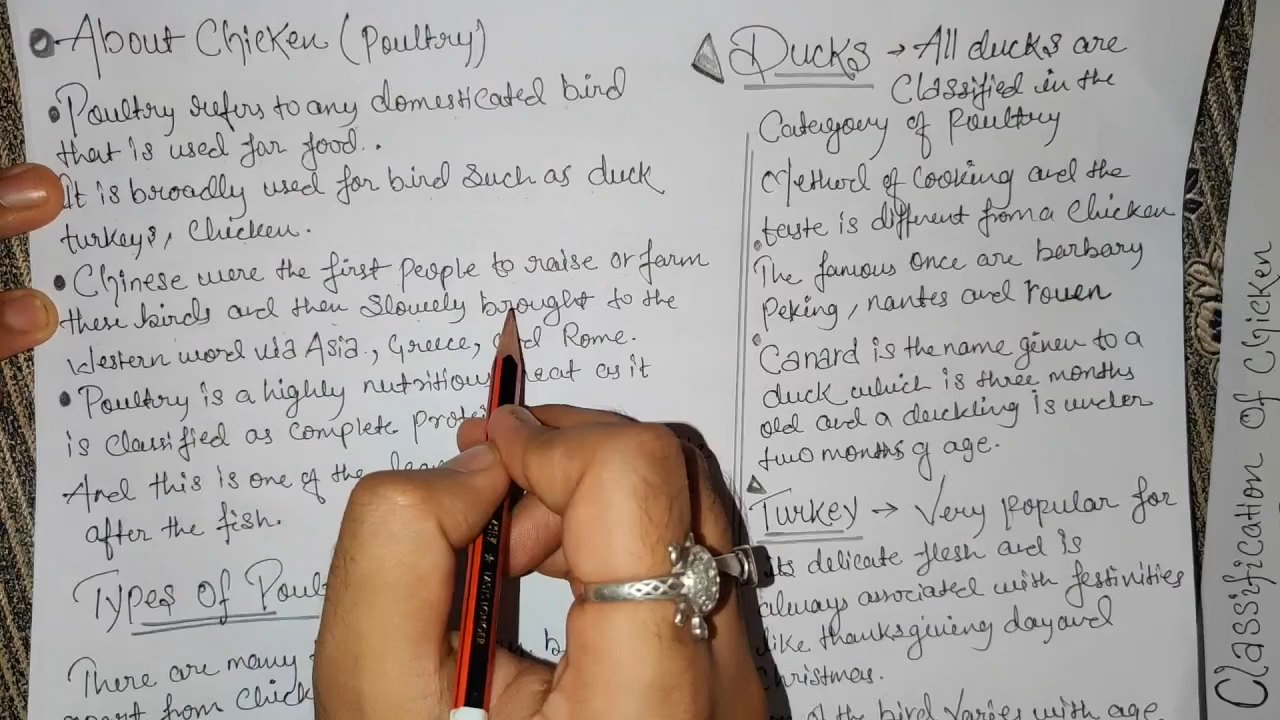 About Chicken (Poultry)
Poultry refers to any domesticated bird
that is used for food..
It is broadly used for bird such as duck
turkeys, Chicken.
Chinese were the first people to raise or farm
these birds and then Slowely brought to the
Western word via Asia, Greece, and Rome.
Poultry is a highly nutritious meat as it
is classified as complete
And this is one of the
after the fish.
Types Of
There are many
apart from
Ducks → All ducks are
Classified in the
Category of Poultry
Method of Cooking and the
teste is different from a Chicken
The famous once are barbary
Peking, nantes and rouen
Canard is the name given to a
duck which is three months
old and a duckling is under
two months of age.
Turkey → Very popular for
its delicate flesh and is
always associated with festivities
like thanksgiving day and
Christmas.
of the bird varies with age
Classification Of Chicken